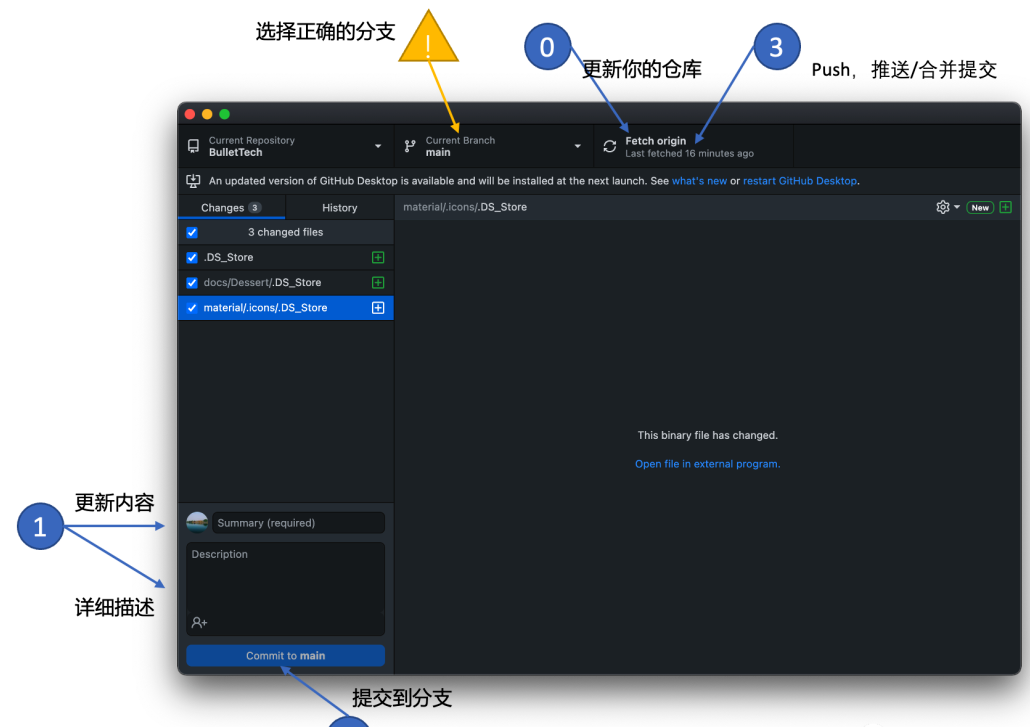 选择正确的分支
!
0
3
更新你的仓库
Push，推送/合并提交
Current Repository
BulletTech
Current Branch
main
Fetch origin
Last fetched 16 minutes ago
An updated version of GitHub Desktop is available and will be installed at the next launch. See what's new or restart GitHub Desktop.
Changes 3
History
material/.icons/.DS_Store
New
3 changed files
.DS_Store
docs/Dessert/.DS_Store
material/.icons/.DS_Store
This binary file has changed.
Open file in external program.
更新内容
1
详细描述
Summary (required)
Description
Commit to main
提交到分支